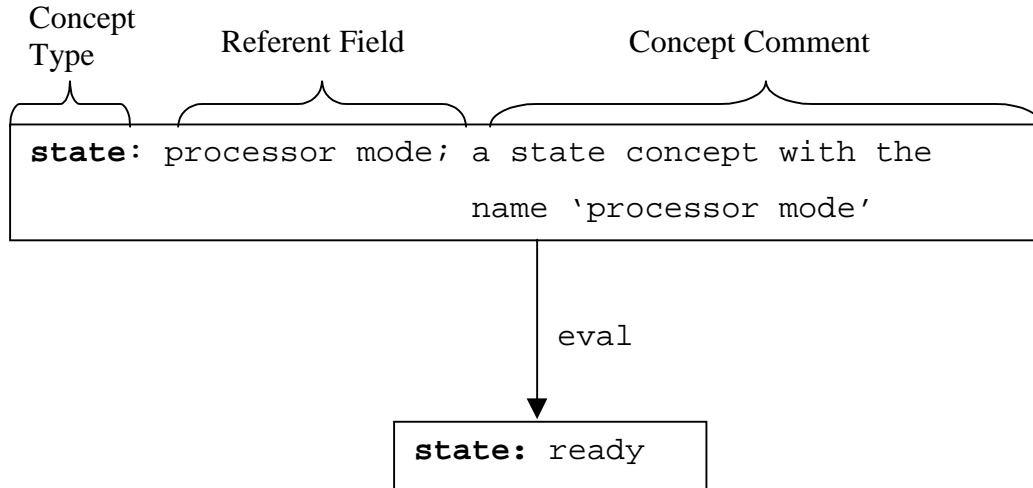 Concept
Type
Referent Field
Concept Comment
state: processor mode; a state concept with the
name ‘processor mode’
eval
state: ready